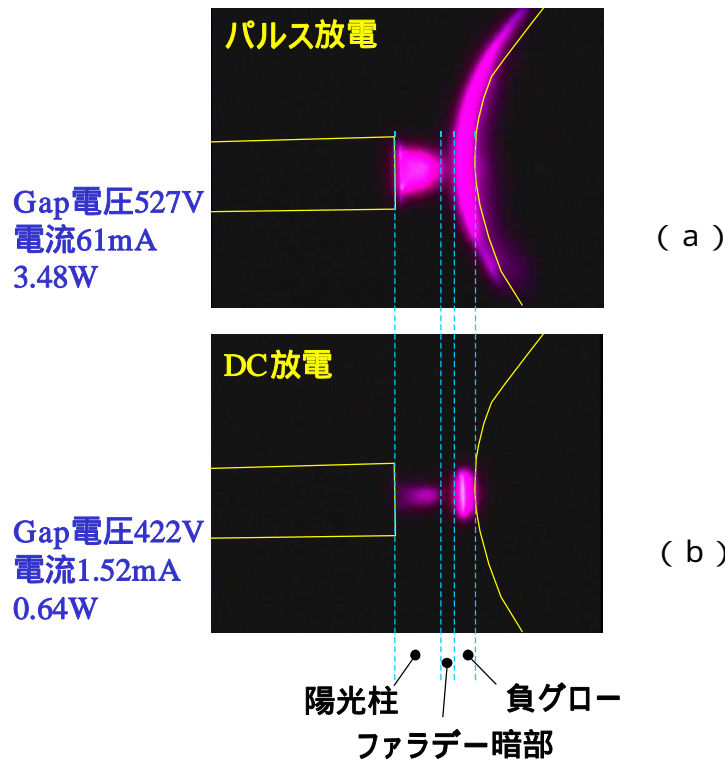 パルス放電
Gap電圧527V
電流61mA
3.48W
(a)
DC放電
Gap電圧422V
電流1.52mA
0.64W
(b)
陽光柱
負グロー
ファラデー暗部